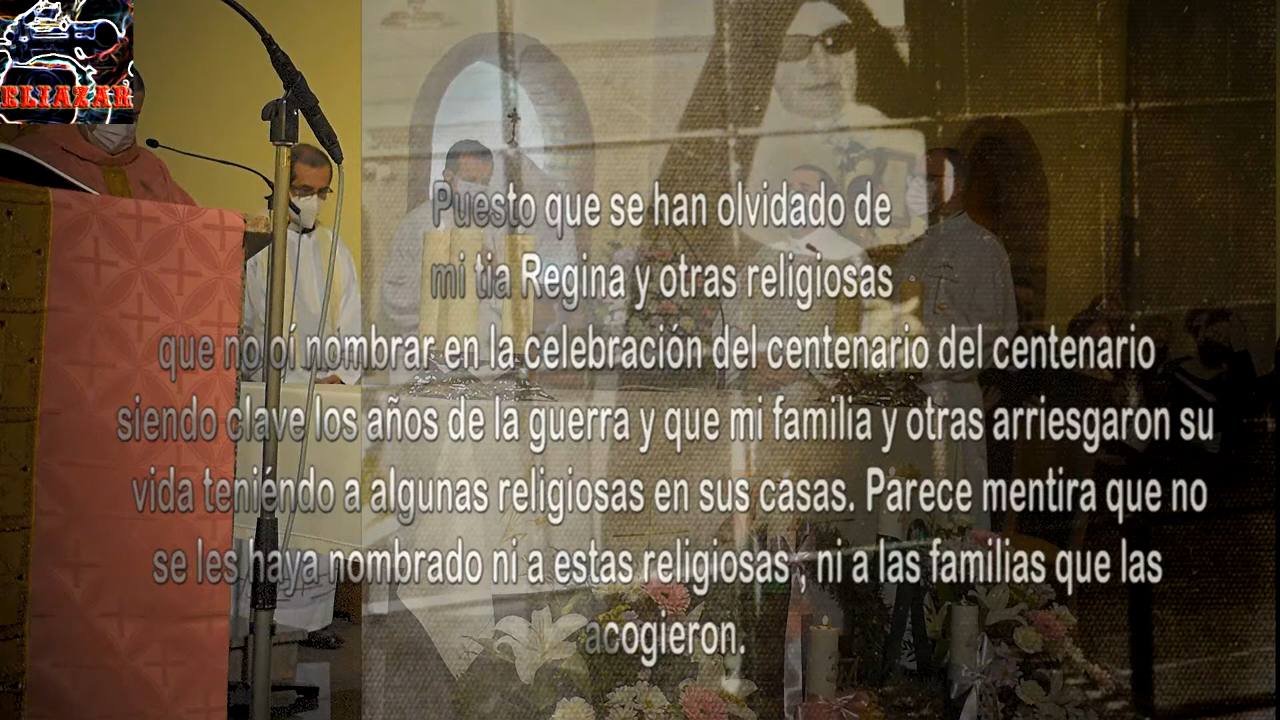 ELIAZAR
Puesto que se han olvidado de
mi tia Regina y otras religiosas
que no oí nombrar en la celebración del centenario del centenario
siendo clave los años de la guerra y que mi familia y otras arriesgaron su
vida teniéndo a algunas religiosas en sus casas. Parece mentira que no
se les haya nombrado ni a estas religiosas , ni a las familias que las
acogieron.